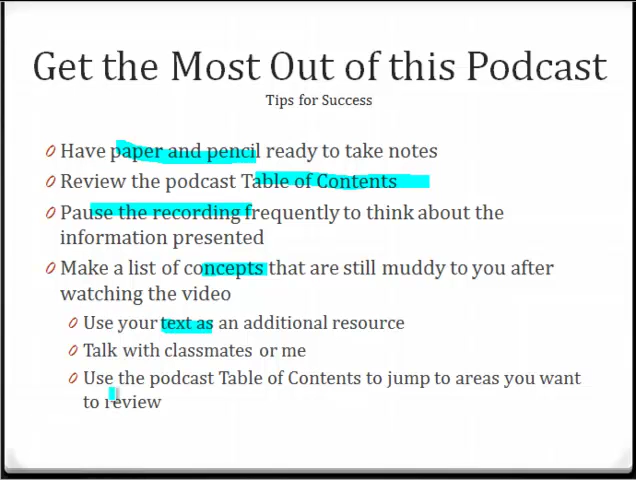 Get the Most Out of this Podcast
Tips for Success
Have paper and pencil ready to take notes
Review the podcast Table of Contents
Pause the recording frequently to think about the
information presented
Make a list of concepts that are still muddy to you after
watching the video
Use your text as an additional resource
Talk with classmates or me
Use the podcast Table of Contents to jump to areas you want
to review